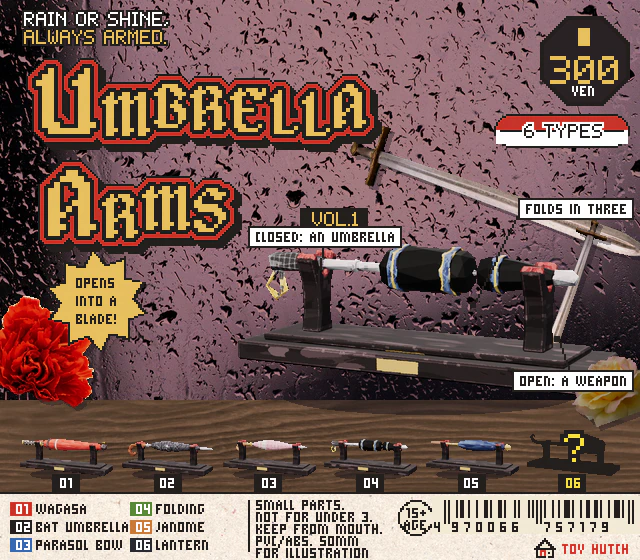 RAIN OR SHINE.
ALWAYS ARMED.
300
YEN
UMBRELLA
6 TYPES
ARMS
FOLDS IN THREE
VOL.1
CLOSED: AN UMBRELLA
OPENS
INTO A
BLADE!
OPEN: A WEAPON
?
01
02
03
04
05
06
01 WAGASA
02 BAT UMBRELLA
03 PARASOL BOW
04 FOLDING
05 JANOME
06 LANTERN
SMALL PARTS.
NOT FOR UNDER 3.
KEEP FROM MOUTH.
PVC/ABS. 50MM
FOR ILLUSTRATION
15+
AGE
4 970066 757179
TOY HUTCH